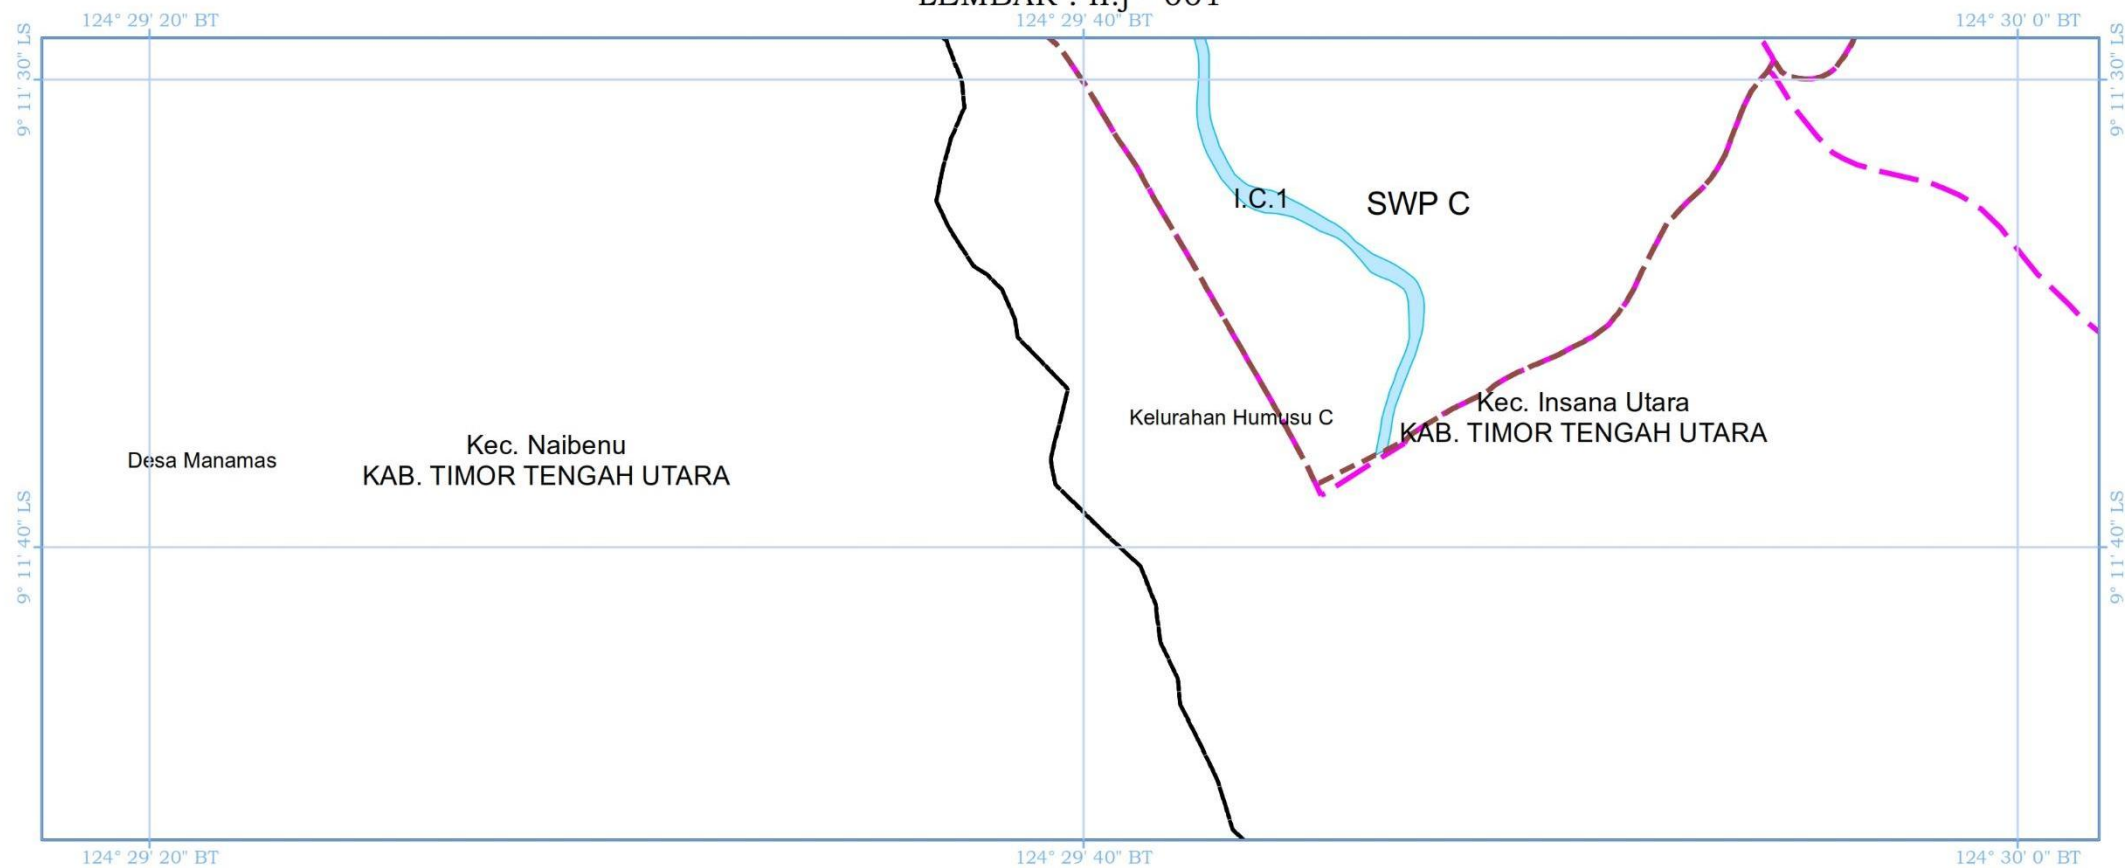 124° 29' 20" BT
124° 29' 40" BT
124° 30' 0" BT
9° 11' 30" LS
9° 11' 30" LS
I.C.1
SWP C
Kec. Insana Utara
KAB. TIMOR TENGAH UTARA
Kelurahan Humusu C
Kec. Naibenu
KAB. TIMOR TENGAH UTARA
Desa Manamas
9° 11' 40" LS
9° 11' 40" LS
124° 29' 20" BT
124° 29' 40" BT
124° 30' 0" BT